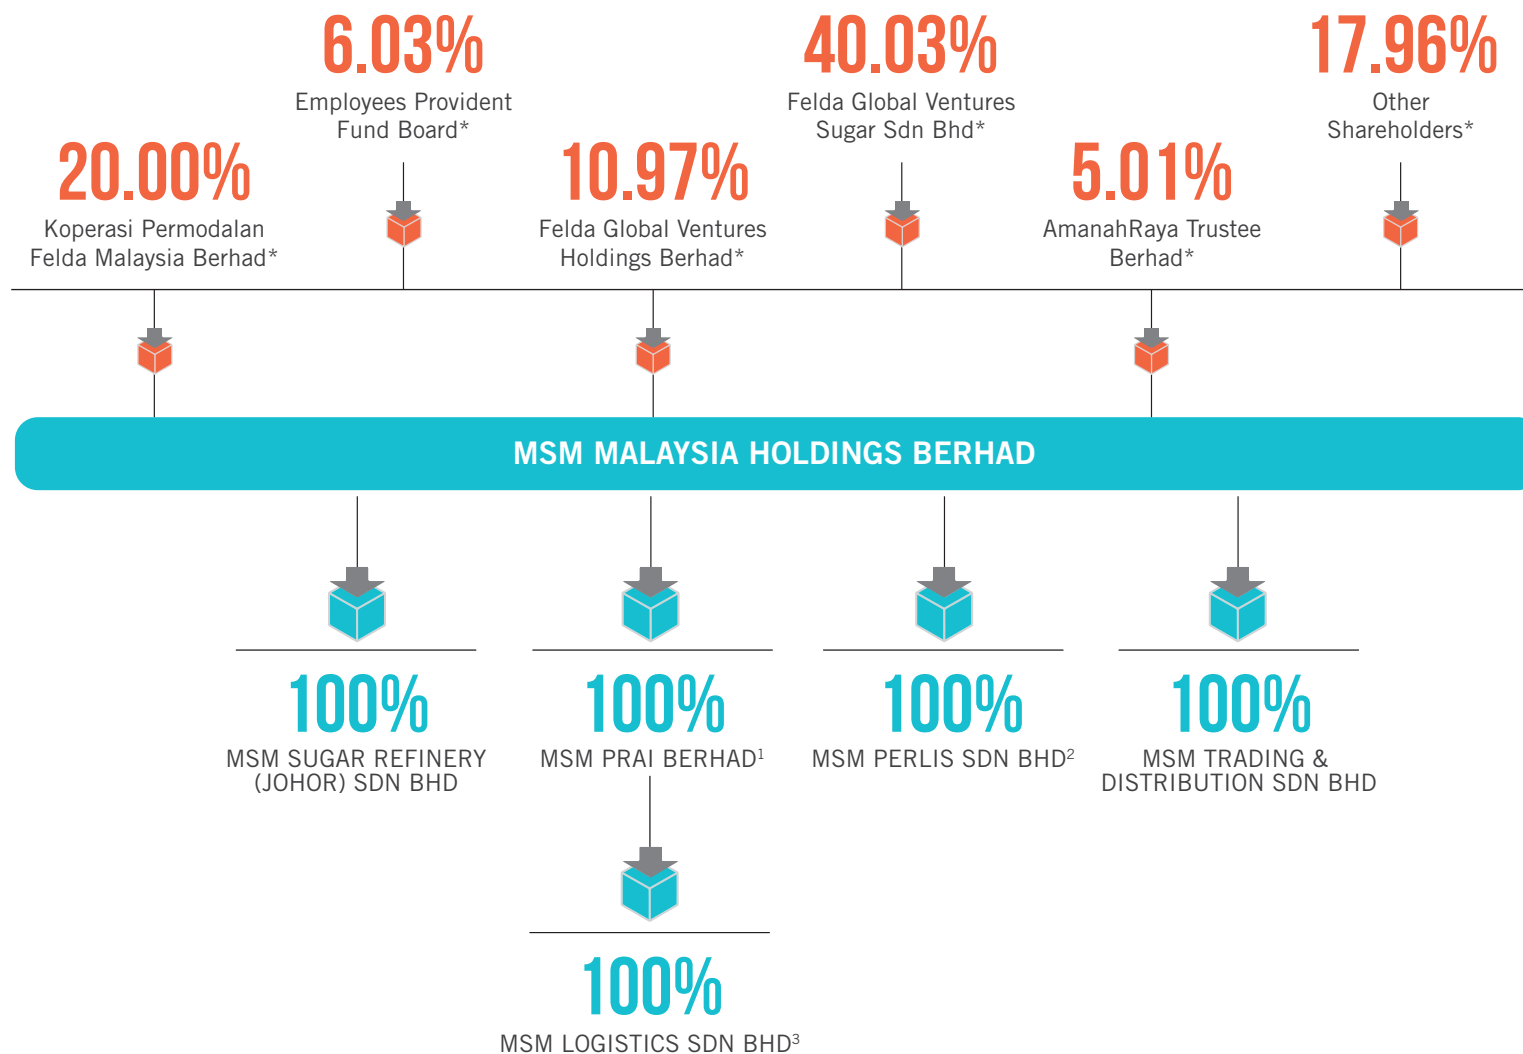 6.03%
Employees Provident
Fund Board*
40.03%
Felda Global Ventures
Sugar Sdn Bhd*
17.96%
Other
Shareholders*
20.00%
Koperasi Permodalan
Felda Malaysia Berhad*
10.97%
Felda Global Ventures
Holdings Berhad*
5.01%
AmanahRaya Trustee
Berhad*
MSM MALAYSIA HOLDINGS BERHAD
100%
MSM SUGAR REFINERY
(JOHOR) SDN BHD
100%
MSM PRAI BERHAD¹
100%
MSM PERLIS SDN BHD²
100%
MSM TRADING &
DISTRIBUTION SDN BHD
100%
MSM LOGISTICS SDN BHD³